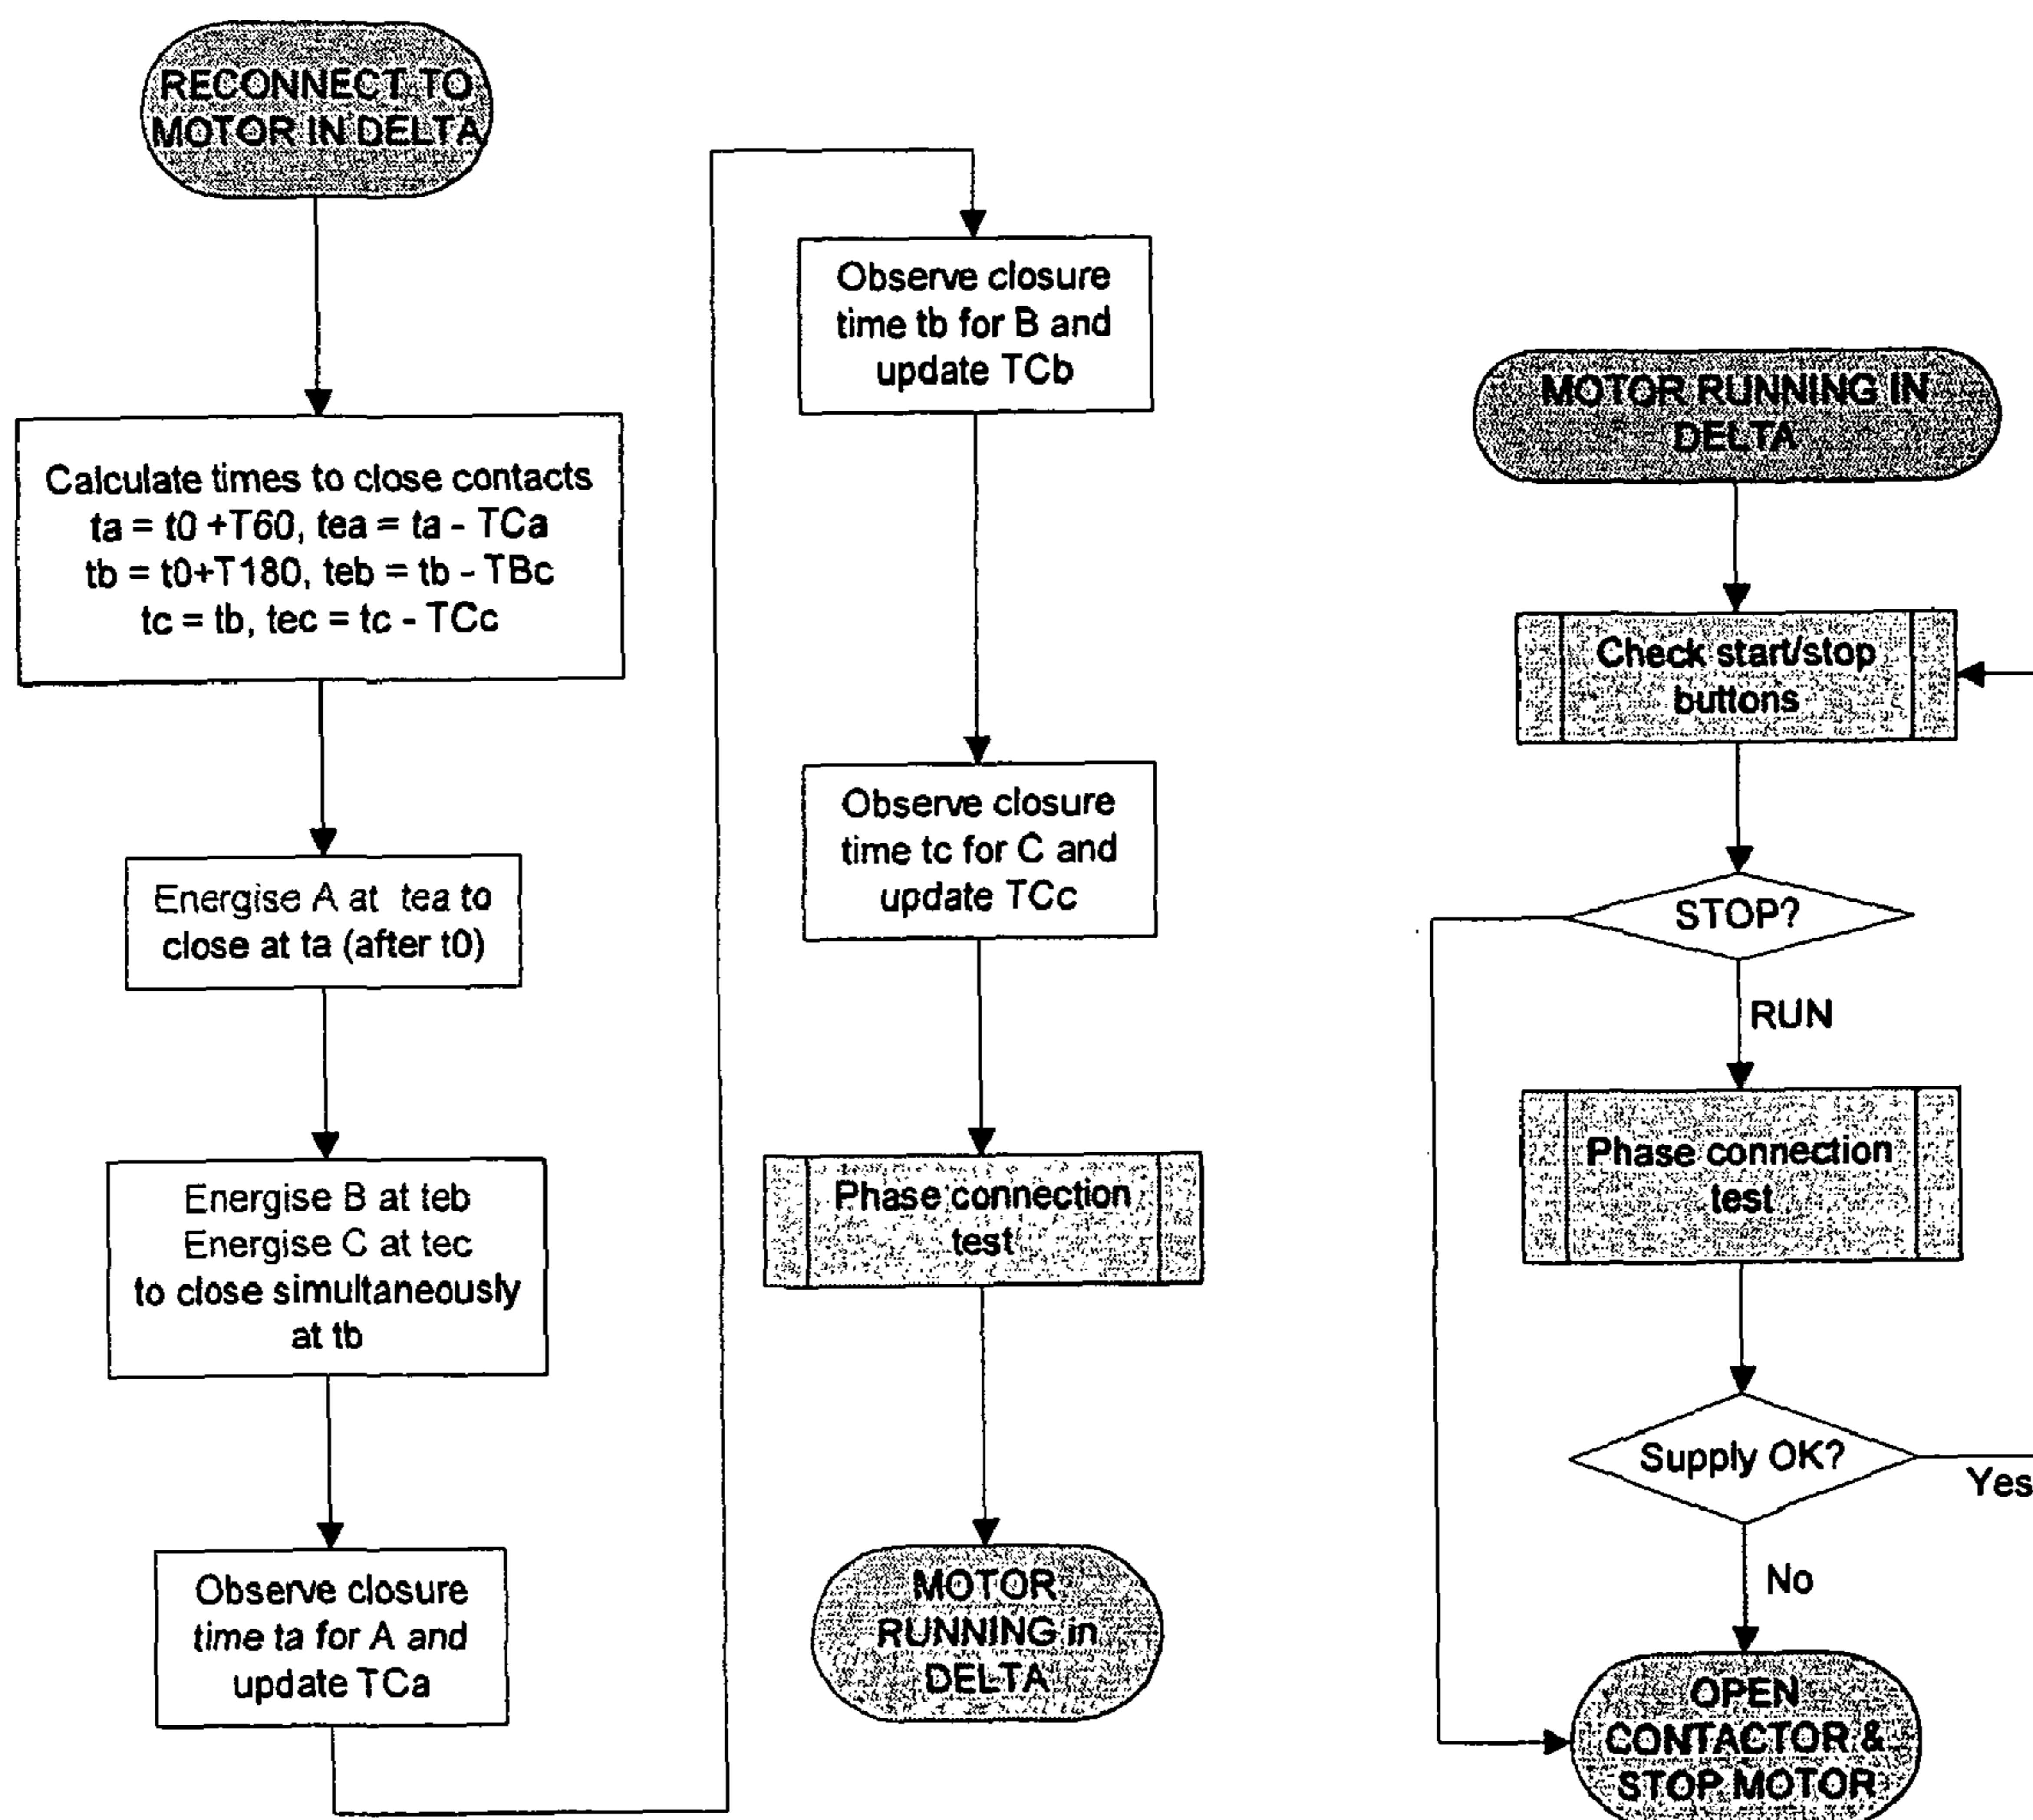 RECONNECT TO
MOTOR IN DELTA
Calculate times to close contacts
ta = t0 +T60, tea = ta - TCa
tb = t0+T180, teb = tb - TBc
tc = tb, tec = tc - TCc
Energise A at tea to
close at ta (after t0)
Energise B at teb
Energise C at tec
to close simultaneously
at tb
Observe closure
time ta for A and
update TCa
Observe closure
time tb for B and
update TCb
Observe closure
time tc for C and
update TCc
Phase connection
test
MOTOR
RUNNING in
DELTA
MOTOR RUNNING IN
DELTA
Check start/stop
buttons
STOP?
RUN
Phase connection
test
Supply OK?
Yes
No
OPEN
CONTACTOR &
STOP MOTOR